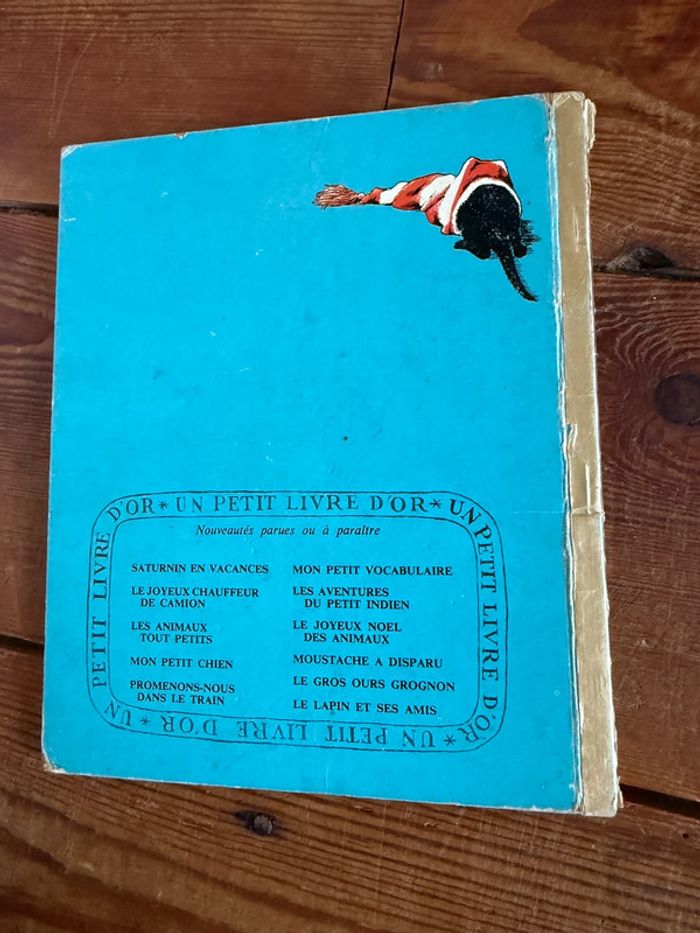 UN PETIT LIVRE D'OR * UN PETIT LIVRE D'OR * UN PETIT LIVRE D'OR * UN PETIT LIVRE D'OR *
Nouveautés parues ou à paraître
SATURNIN EN VACANCES
LE JOYEUX CHAUFFEUR
DE CAMION
LES ANIMAUX
TOUT PETITS
MON PETIT CHIEN
PROMENONS-NOUS
DANS LE TRAIN
MON PETIT VOCABULAIRE
LES AVENTURES
DU PETIT INDIEN
LE JOYEUX NOEL
DES ANIMAUX
MOUSTACHE A DISPARU
LE GROS OURS GROGNON
LE LAPIN ET SES AMIS